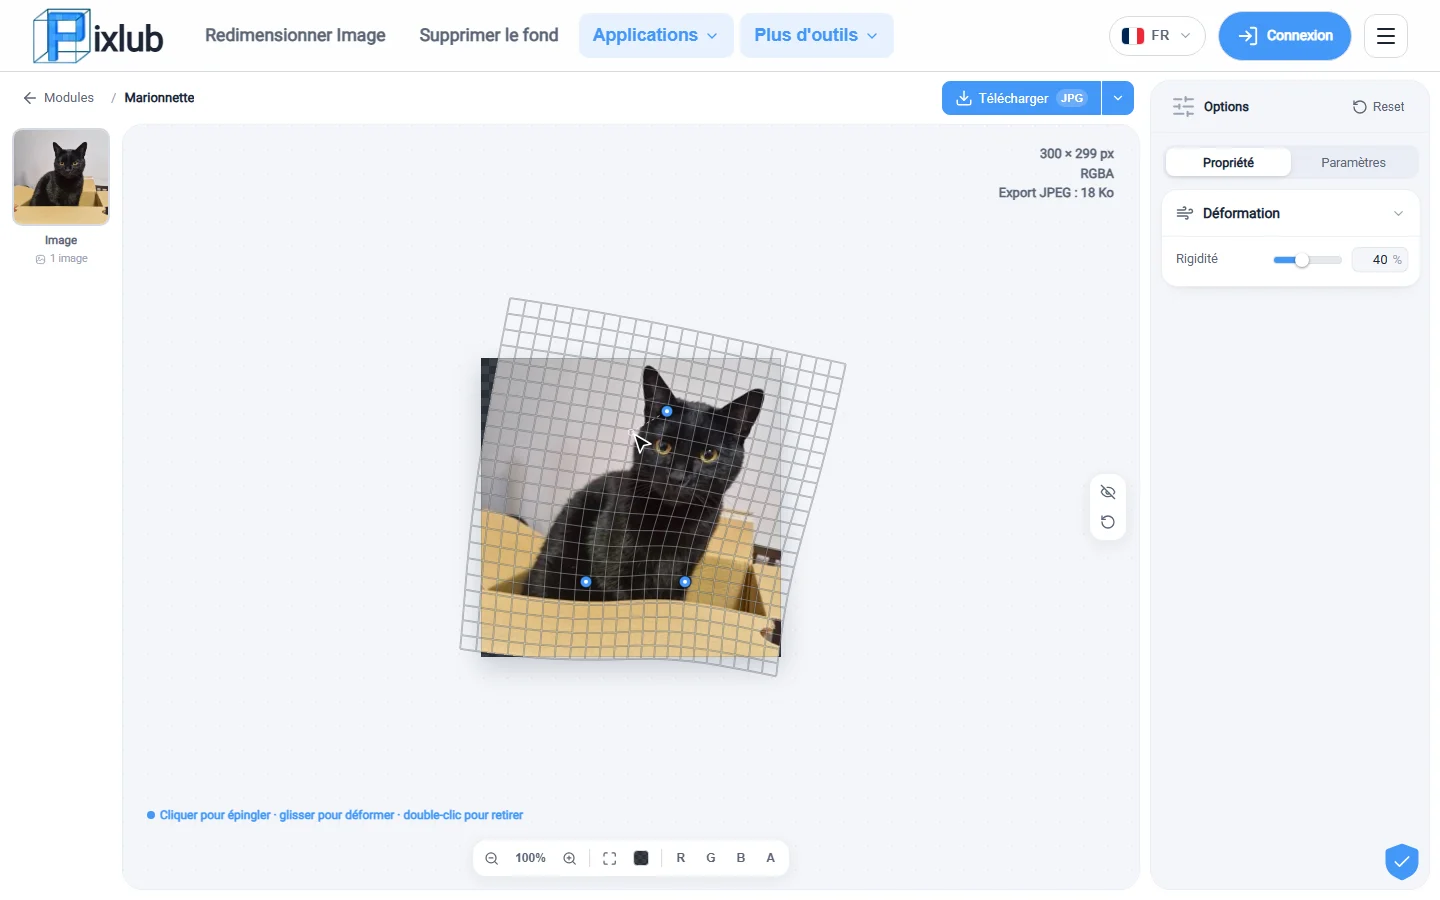 Pixlub
Redimensionner Image
Supprimer le fond
Applications
Plus d'outils
FR
Connexion
Modules / Marionnette
Télécharger JPG
Options
Reset
300 × 299 px
RGBA
Export JPEG : 18 Ko
Propriété
Paramètres
Déformation
Rigidité
40 %
Image
1 image
Cliquer pour épingler · glisser pour déformer · double-clic pour retirer
100%
R G B A